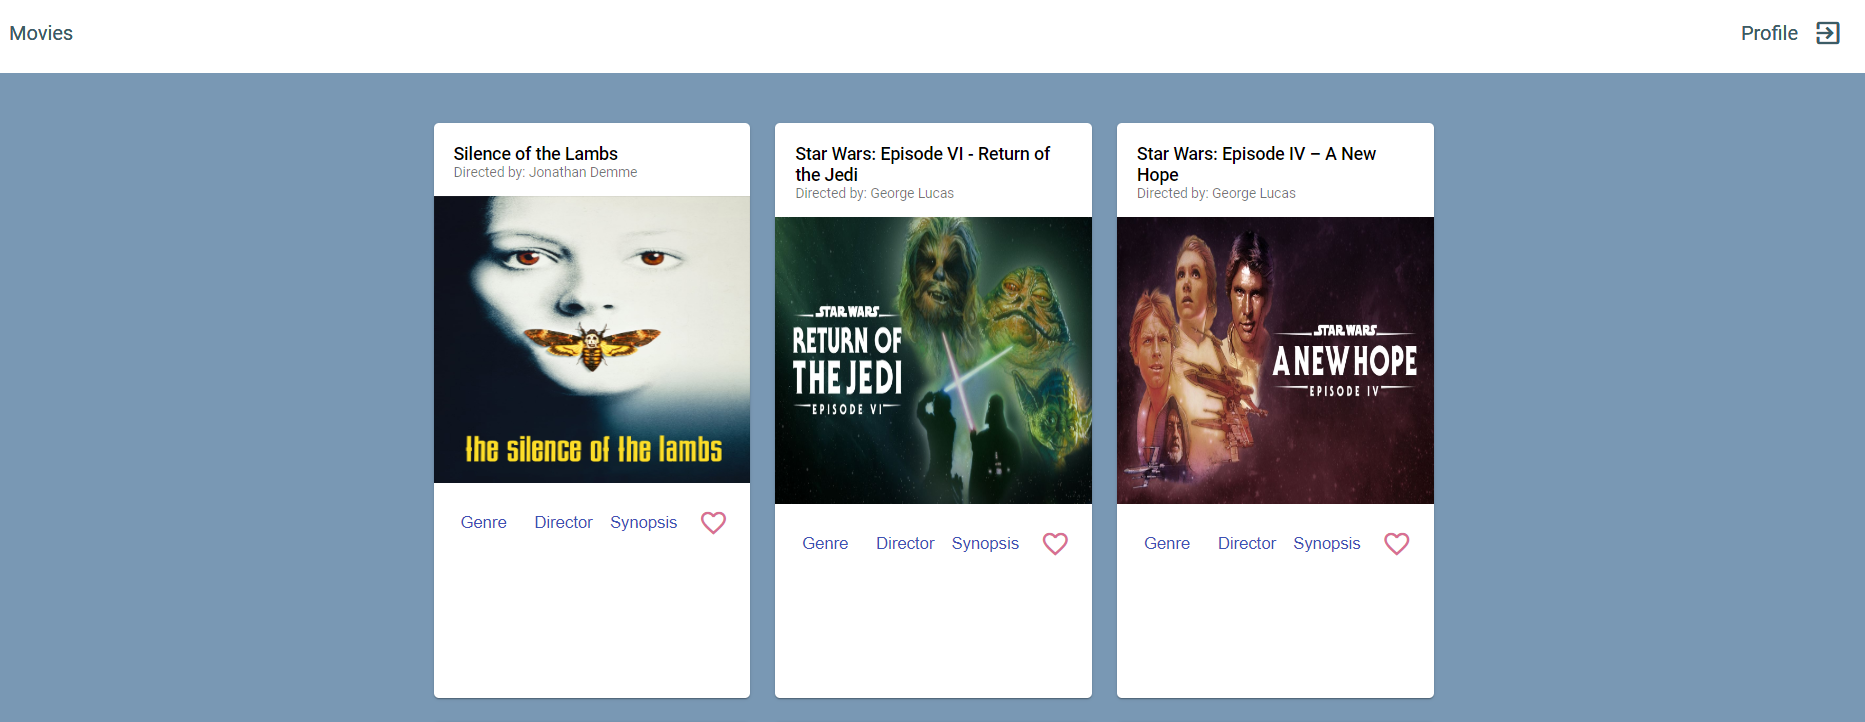 Movies
Profile
Silence of the Lambs
Directed by: Jonathan Demme
the silence of the lambs
Genre
Director
Synopsis
Star Wars: Episode VI - Return of
the Jedi
Directed by: George Lucas
STAR WARS
RETURN OF
THE JEDI
EPISODE VI
Genre
Director
Synopsis
Star Wars: Episode IV – A New
Hope
Directed by: George Lucas
STAR WARS
A NEW HOPE
EPISODE IV
Genre
Director
Synopsis